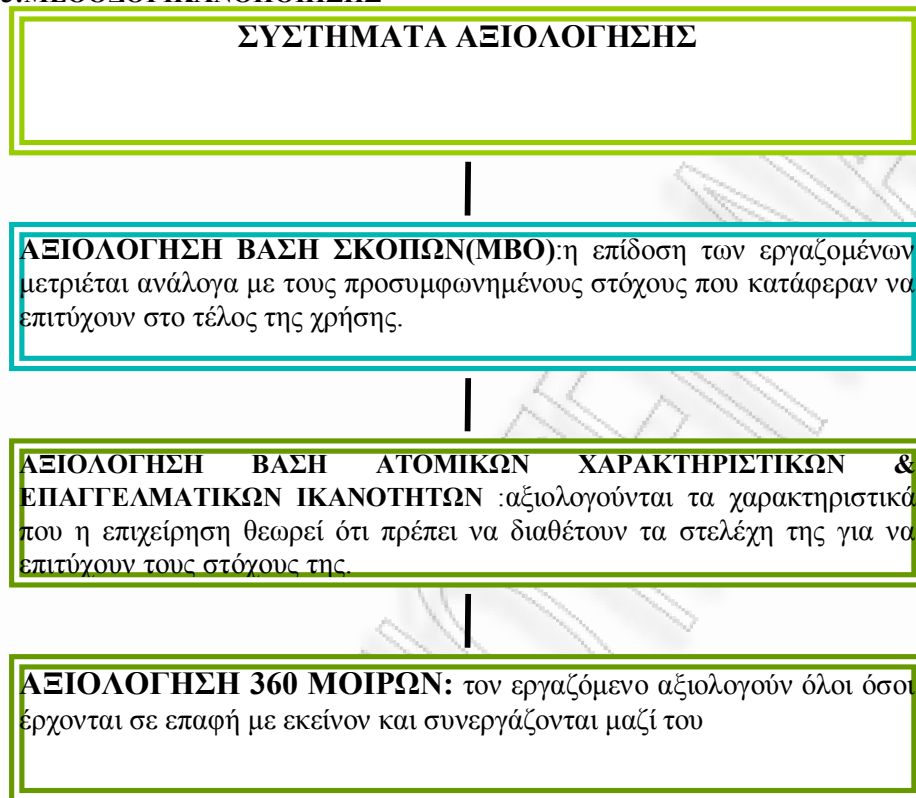 ΣΥΣΤΗΜΑΤΑ ΑΞΙΟΛΟΓΗΣΗΣ
ΑΞΙΟΛΟΓΗΣΗ ΒΑΣΗ ΣΚΟΠΩΝ(ΜΒΟ):η επίδοση των εργαζομένων
μετριέται ανάλογα με τους προσυμφωνημένους στόχους που κατάφεραν να
επιτύχουν στο τέλος της χρήσης.
ΑΞΙΟΛΟΓΗΣΗ ΒΑΣΗ ΑΤΟΜΙΚΩΝ ΧΑΡΑΚΤΗΡΙΣΤΙΚΩΝ &
ΕΠΑΓΓΕΛΜΑΤΙΚΩΝ ΙΚΑΝΟΤΗΤΩΝ :αξιολογούνται τα χαρακτηριστικά
που η επιχείρηση θεωρεί ότι πρέπει να διαθέτουν τα στελέχη της για να
επιτύχουν τους στόχους της.
ΑΞΙΟΛΟΓΗΣΗ 360 ΜΟΙΡΩΝ: τον εργαζόμενο αξιολογούν όλοι όσοι
έρχονται σε επαφή με εκείνον και συνεργάζονται μαζί του